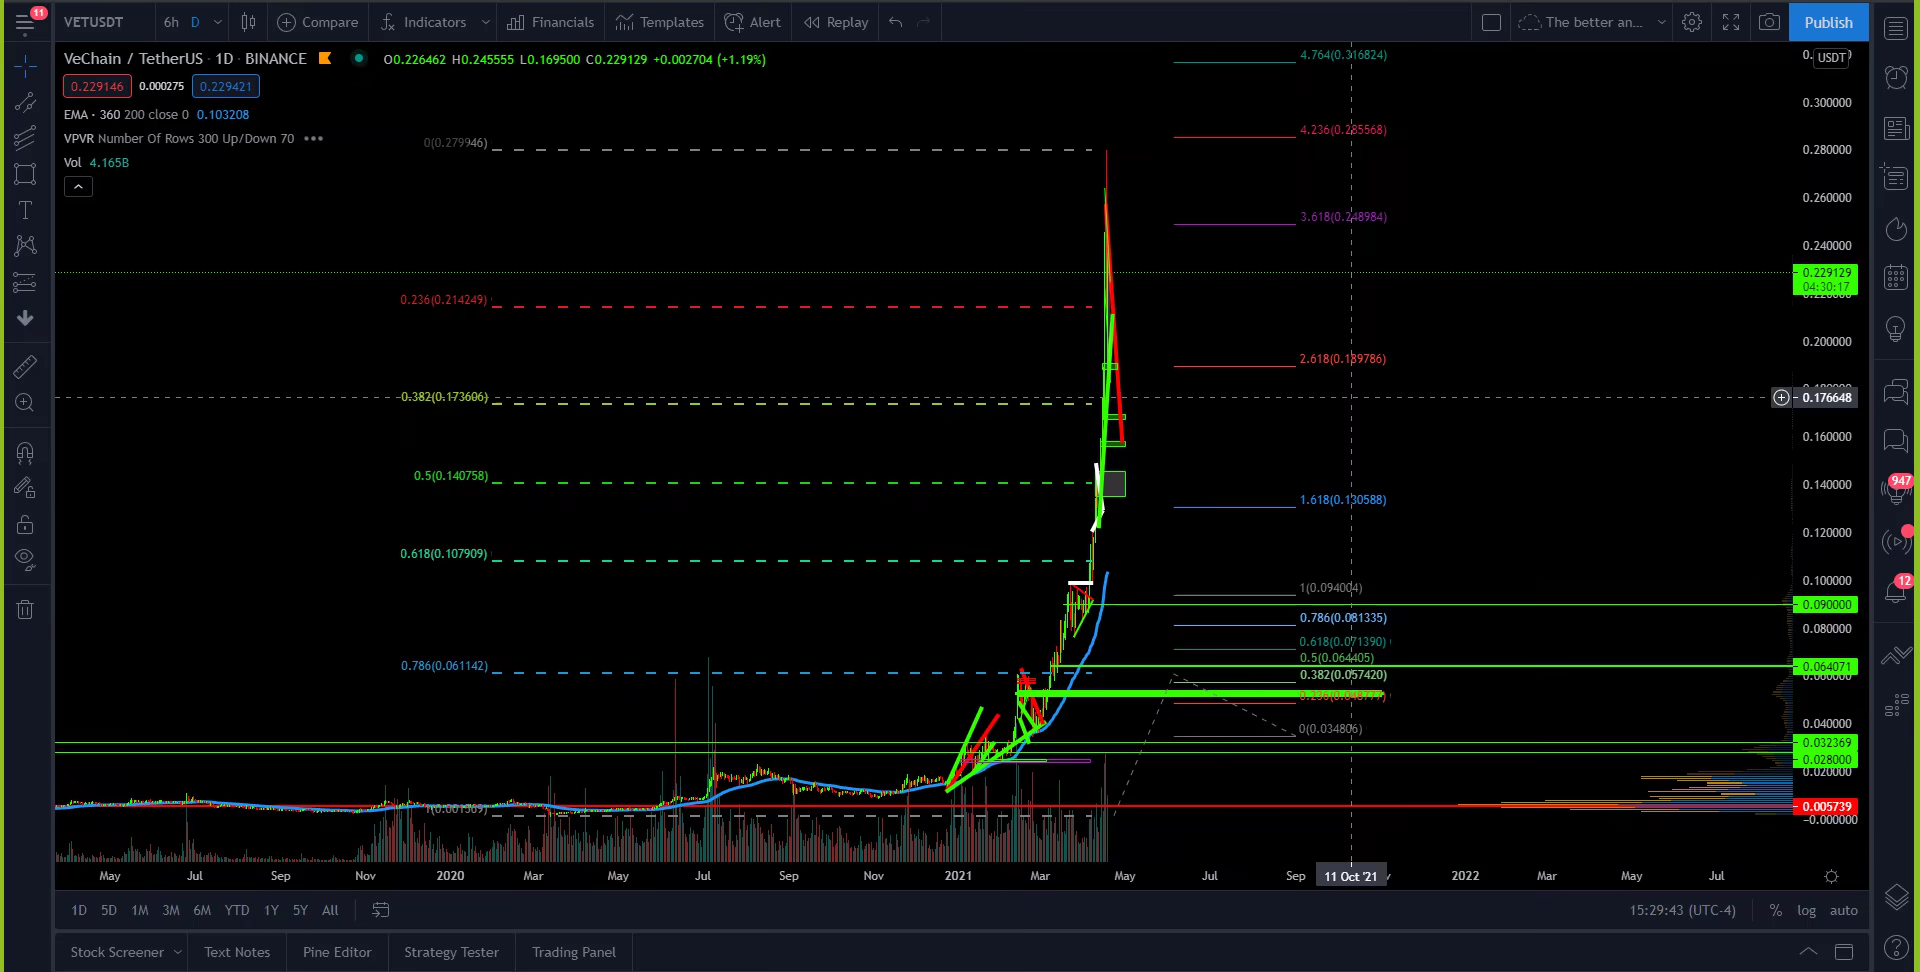 11
VETUSDT
6h D
Compare
Indicators
Financials
Templates
Alert
Replay
The better an...
Publish
VeChain / TetherUS · 1D · BINANCE
O0.226462 H0.245555 L0.169500 C0.229129 +0.002704 (+1.19%)
0.229146 0.000275 0.229421
EMA · 360 200 close 0 0.103208
VPVR Number Of Rows 300 Up/Down 70
Vol 4.165B
USDT
0(0.279946)
0.236(0.214249)
0.382(0.173606)
0.5(0.140758)
0.618(0.107909)
0.786(0.061142)
1(0.001569)
4.764(0.316824)
4.236(0.285568)
3.618(0.248984)
2.618(0.189786)
1.618(0.130588)
1(0.094004)
0.786(0.081335)
0.618(0.071390)
0.5(0.064405)
0.382(0.057420)
0.236(0.048777)
0(0.034806)
0.300000
0.280000
0.260000
0.240000
0.229129
04:30:17
0.220000
0.200000
0.176648
0.160000
0.140000
0.120000
0.100000
0.090000
0.080000
0.064071
0.060000
0.040000
0.032369
0.028000
0.020000
0.005739
-0.000000
May Jul Sep Nov 2020 Mar May Jul Sep Nov 2021 Mar May Jul Sep 11 Oct '21 2022 Mar May Jul
1D 5D 1M 3M 6M YTD 1Y 5Y All
15:29:43 (UTC-4) % log auto
Stock Screener Text Notes Pine Editor Strategy Tester Trading Panel
947
12